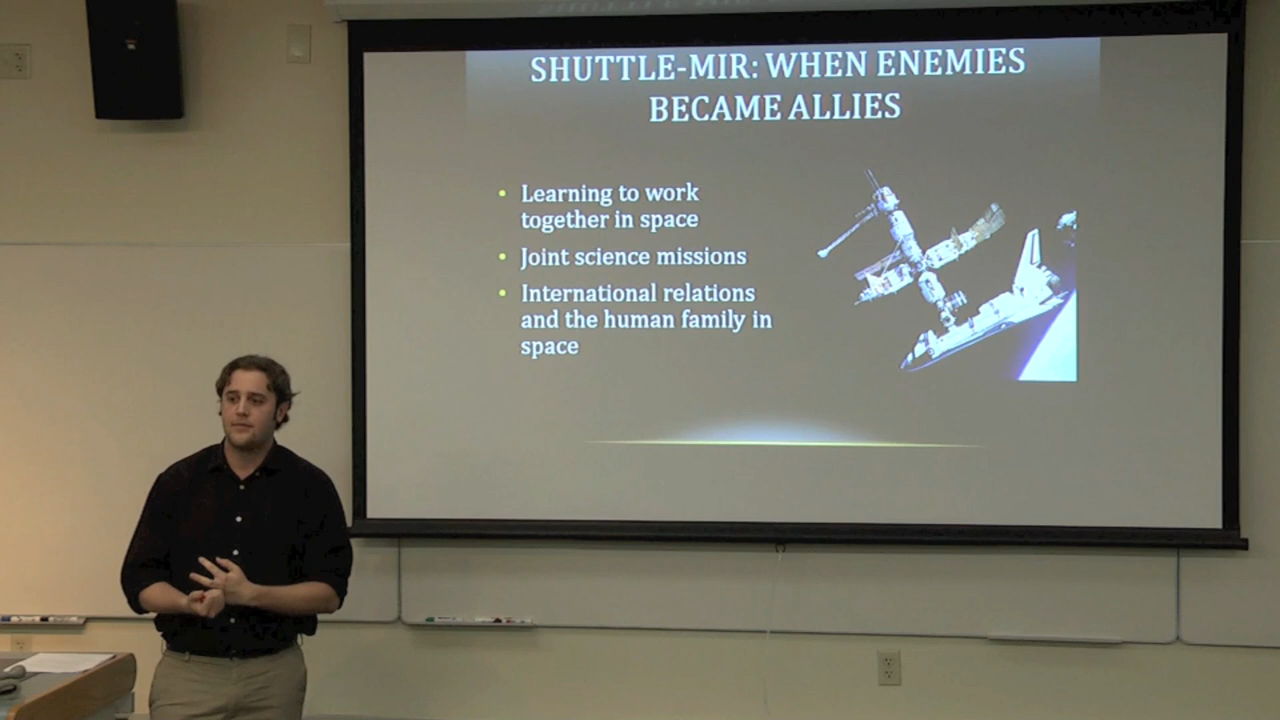 SHUTTLE-MIR: WHEN ENEMIES
BECAME ALLIES
• Learning to work
together in space
• Joint science missions
• International relations
and the human family in
space